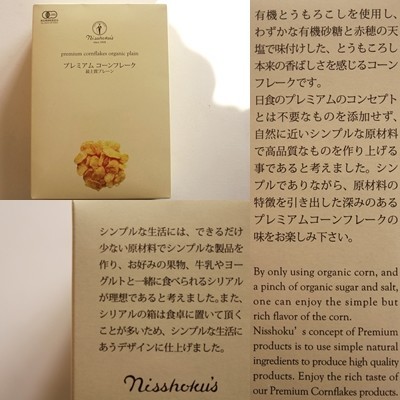 Nisshoku's
premium cornflakes organic plain
プレミアム コーンフレーク
有機とうもろこしを使用し、
わずかな有機砂糖と赤穂の天
塩で味付けした、とうもろこし
本来の香ばしさを感じるコーン
フレークです。
日食のプレミアムのコンセプト
とは不要なものを添加せず、
自然に近いシンプルな原材料
で高品質なものを作り上げる
事であると考えました。シン
プルでありながら、原材料の
特徴を引き出した深みのある
プレミアムコーンフレークの
味をお楽しみ下さい。
By only using organic corn, and
a pinch of organic sugar and salt,
one can enjoy the simple but
rich flavor of the corn.
Nisshoku's concept of Premium
products is to use simple natural
ingredients to produce high quality
products. Enjoy the rich taste of
our Premium Cornflakes products.
シンプルな生活には、できるだけ
少ない原材料でシンプルな製品を
作り、お好みの果物、牛乳やヨー
グルトと一緒に食べられるシリアル
が理想であると考えました。また、
シリアルの箱は食卓に置いて頂く
ことが多いため、シンプルな生活に
あうデザインに仕上げました。
Nisshoku's